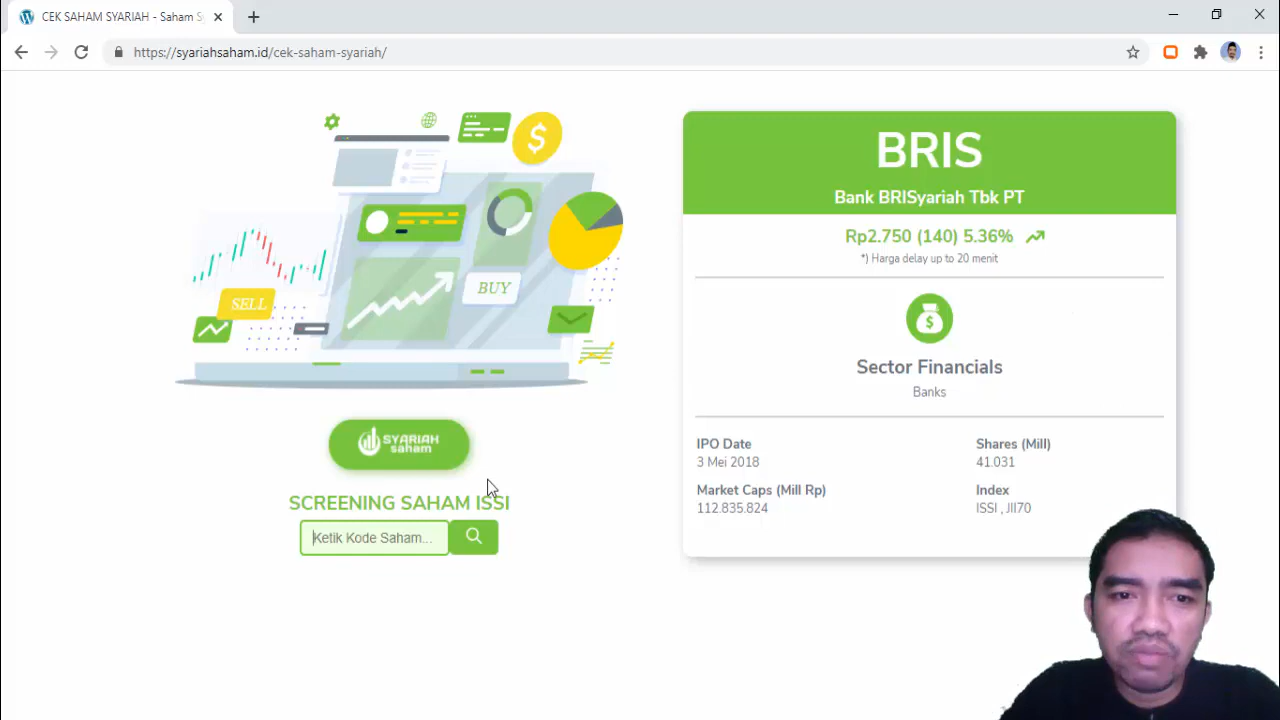 CEK SAHAM SYARIAH - Saham S
https://syariahsaham.id/cek-saham-syariah/
$
SELL
BUY
SYARIAH
saham
SCREENING SAHAM ISSI
Ketik Kode Saham...
BRIS
Bank BRISyariah Tbk PT
Rp2.750 (140) 5.36%
*) Harga delay up to 20 menit
$
Sector Financials
Banks
IPO Date
3 Mei 2018
Shares (Mill)
41.031
Market Caps (Mill Rp)
112.835.824
Index
ISSI , JII70